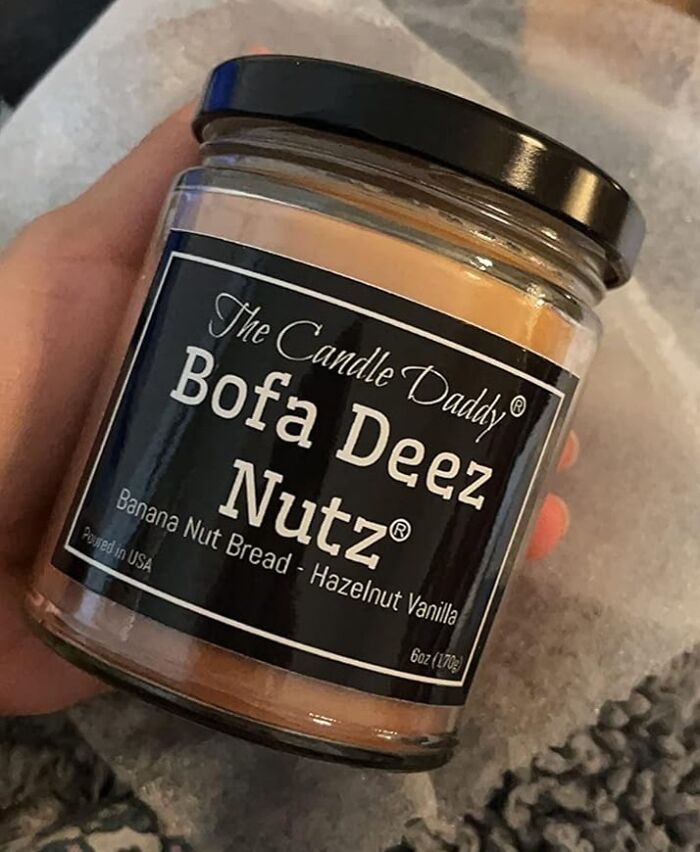 The Candle Daddy®
Bofa Deez
Nutz®
Banana Nut Bread - Hazelnut Vanilla
Poured in USA
6oz (170g)